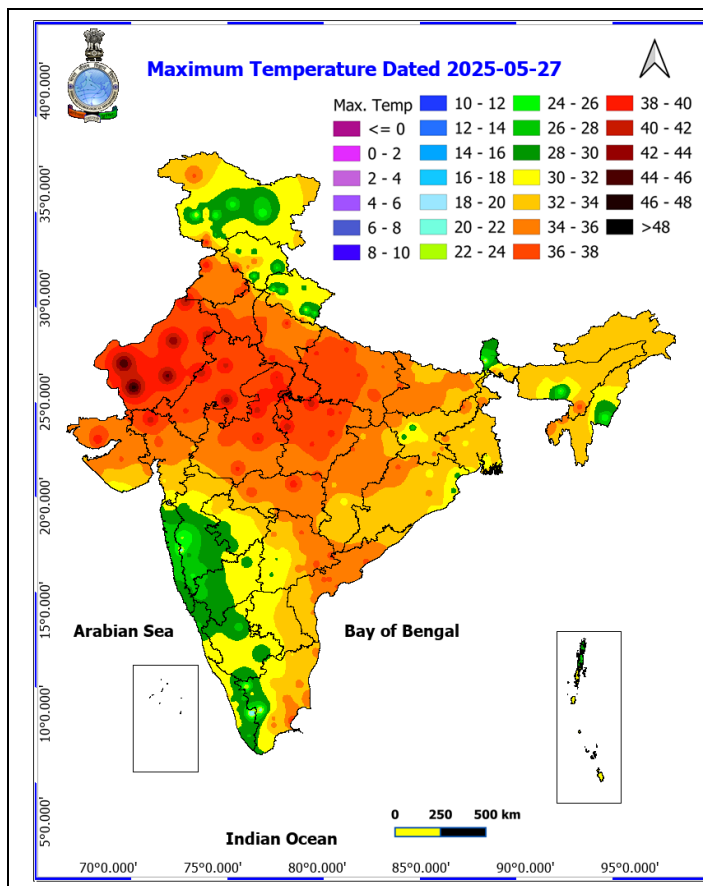 Maximum Temperature Dated 2025-05-27
Max. Temp
<= 0
0 - 2
2 - 4
4 - 6
6 - 8
8 - 10
10 - 12
12 - 14
14 - 16
16 - 18
18 - 20
20 - 22
22 - 24
24 - 26
26 - 28
28 - 30
30 - 32
32 - 34
34 - 36
36 - 38
38 - 40
40 - 42
42 - 44
44 - 46
46 - 48
>48
40°0.000'
35°0.000'
30°0.000'
25°0.000'
20°0.000'
15°0.000'
10°0.000'
5°0.000'
Arabian Sea
Bay of Bengal
Indian Ocean
0 250 500 km
70°0.000' 75°0.000' 80°0.000' 85°0.000' 90°0.000' 95°0.000'